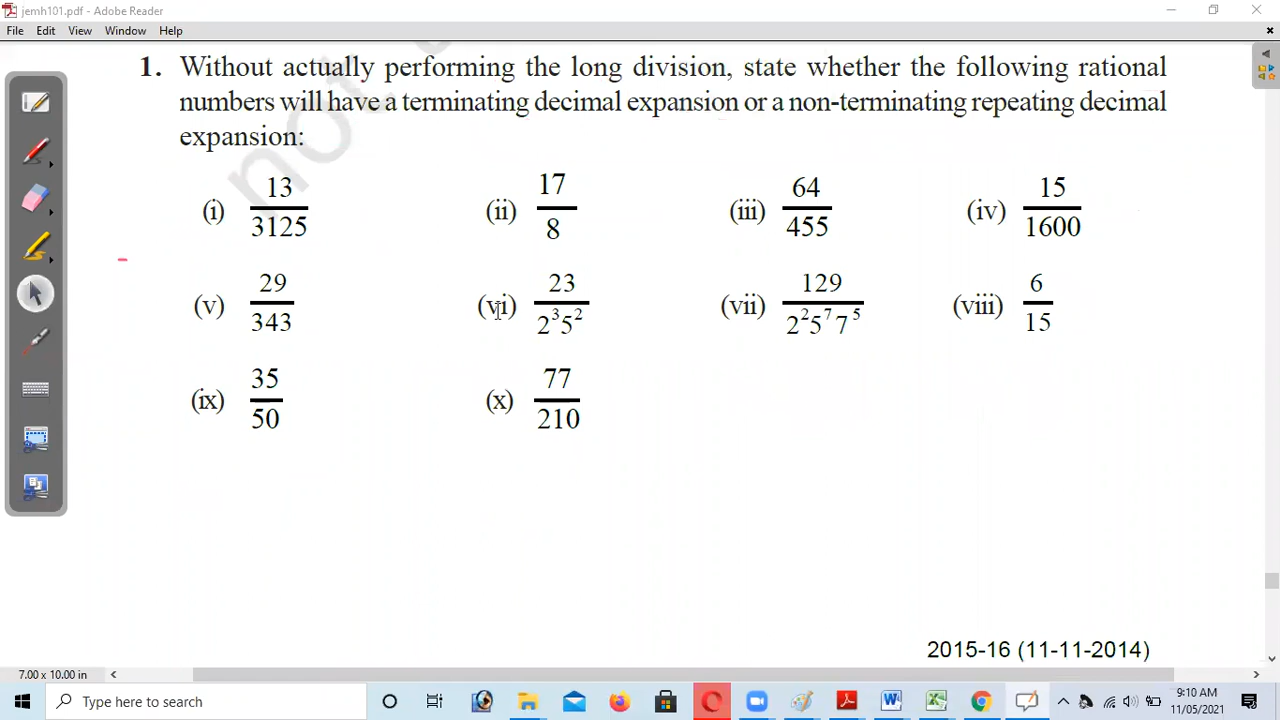 jemh101.pdf - Adobe Reader
File Edit View Window Help
not
1. Without actually performing the long division, state whether the following rational
numbers will have a terminating decimal expansion or a non-terminating repeating decimal
expansion:
(i) 13/3125 (ii) 17/8 (iii) 64/455 (iv) 15/1600
(v) 29/343 (vi) 23/2³5² (vii) 129/2²5⁷7⁵ (viii) 6/15
(ix) 35/50 (x) 77/210
2015-16 (11-11-2014)
7.00 x 10.00 in
Type here to search
9:10 AM
11/05/2021